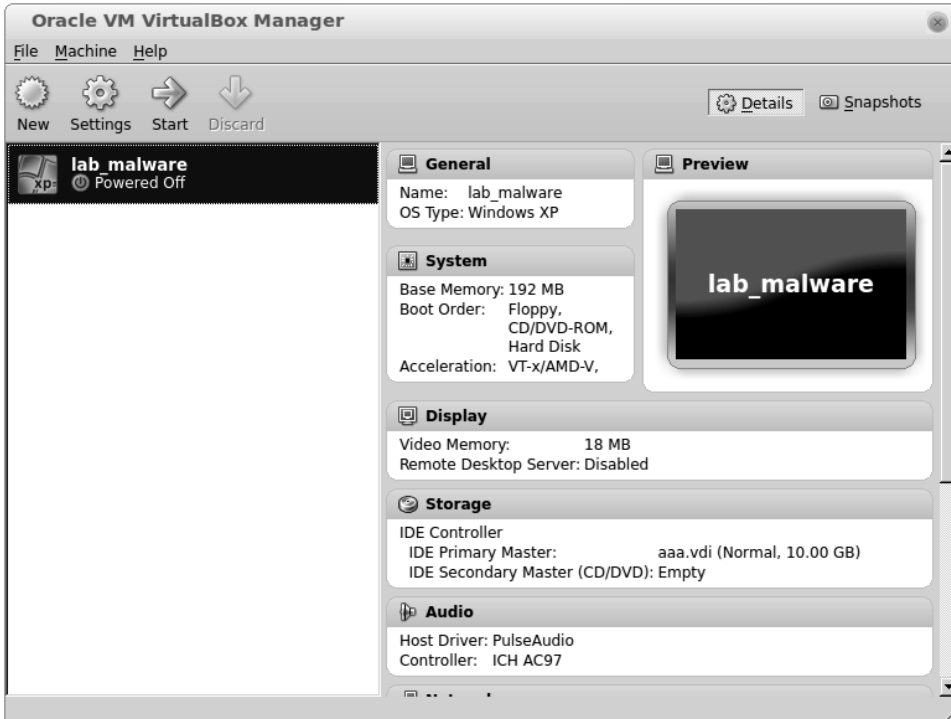 Oracle VM VirtualBox Manager
File Machine Help
New Settings Start Discard
Details Snapshots
xp
lab_malware
Powered Off
General
Name: lab_malware
OS Type: Windows XP
System
Base Memory: 192 MB
Boot Order: Floppy,
CD/DVD-ROM,
Hard Disk
Acceleration: VT-x/AMD-V,
Preview
lab_malware
Display
Video Memory: 18 MB
Remote Desktop Server: Disabled
Storage
IDE Controller
IDE Primary Master: aaa.vdi (Normal, 10.00 GB)
IDE Secondary Master (CD/DVD): Empty
Audio
Host Driver: PulseAudio
Controller: ICH AC97